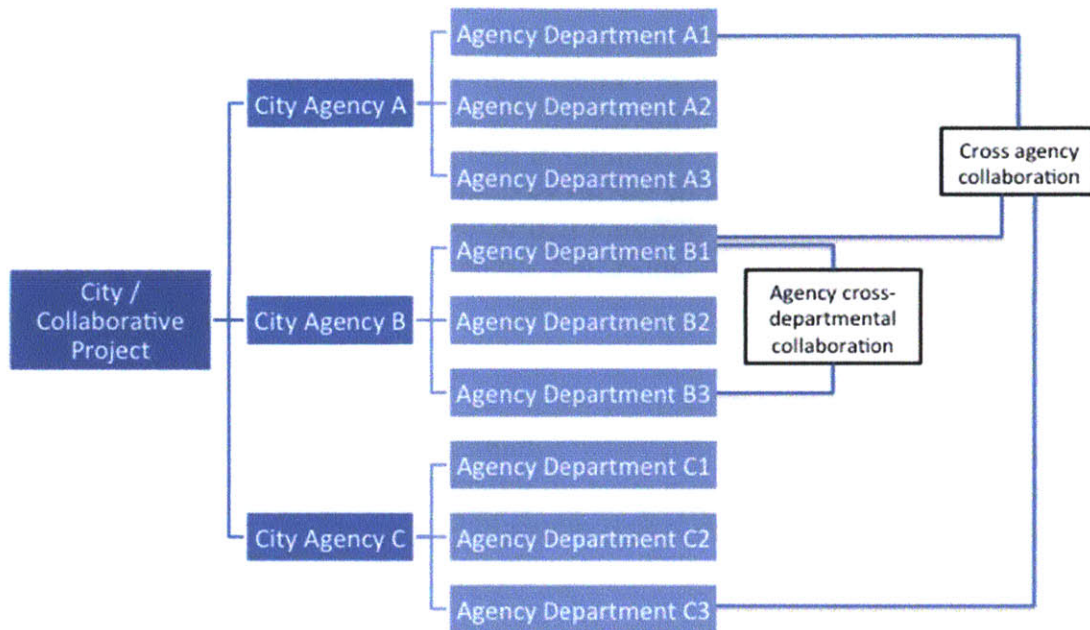 Agency Department A1
City Agency A
Agency Department A2
Agency Department A3
Cross agency
collaboration
Agency Department B1
City /
Collaborative
Project
City Agency B
Agency Department B2
Agency cross-
departmental
collaboration
Agency Department B3
Agency Department C1
City Agency C
Agency Department C2
Agency Department C3